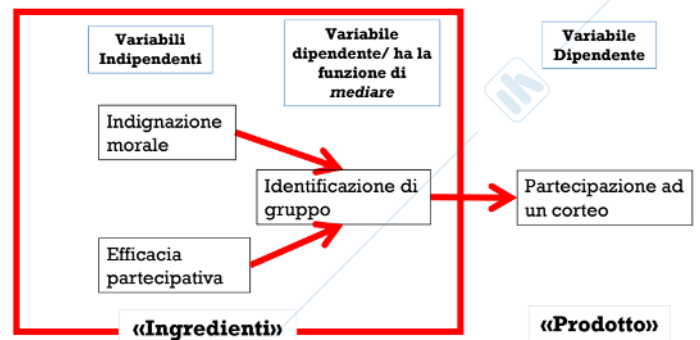 Variabili
Indipendenti
Variabile
dipendente/ ha la
funzione di
mediare
Variabile
Dipendente
Indignazione
morale
Identificazione di
gruppo
Partecipazione ad
un corteo
Efficacia
partecipativa
«Ingredienti»
«Prodotto»